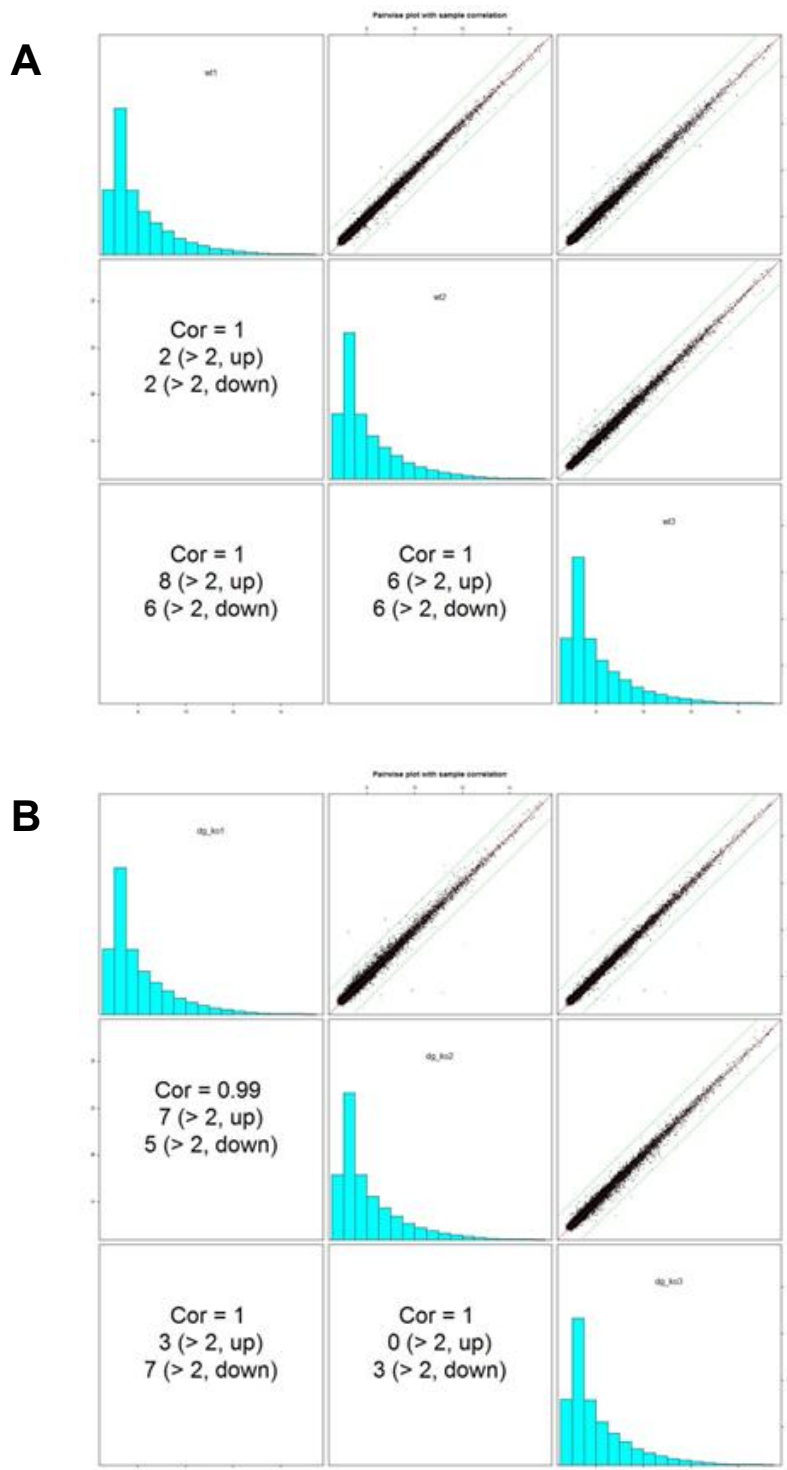 A
Pairwise plot with sample correlation
wt1
wt2
Cor = 1
2 (> 2, up)
2 (> 2, down)
wt3
Cor = 1
8 (> 2, up)
6 (> 2, down)
Cor = 1
6 (> 2, up)
6 (> 2, down)
B
Pairwise plot with sample correlation
dg_ko1
dg_ko2
Cor = 0.99
7 (> 2, up)
5 (> 2, down)
dg_ko3
Cor = 1
3 (> 2, up)
7 (> 2, down)
Cor = 1
0 (> 2, up)
3 (> 2, down)